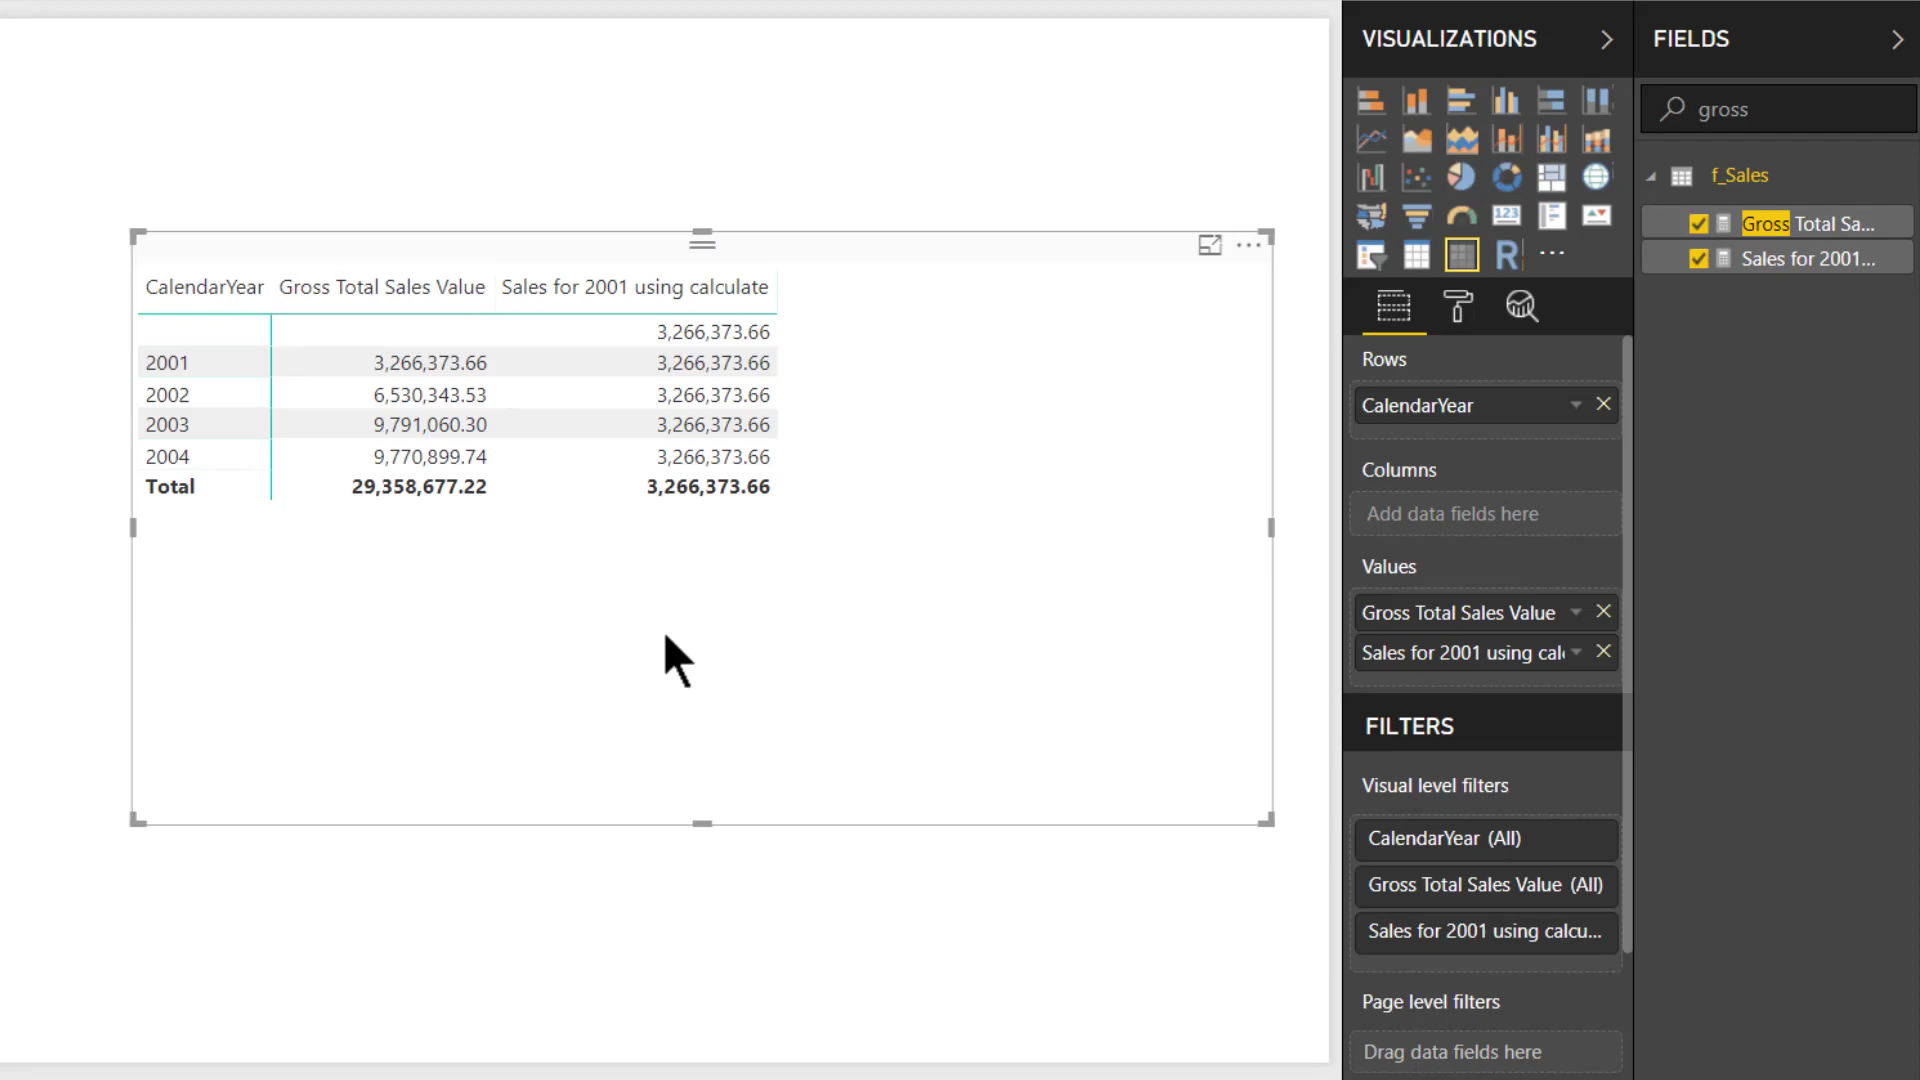 VISUALIZATIONS
FIELDS
gross
f_Sales
Gross Total Sa...
Sales for 2001...
123
R
CalendarYear Gross Total Sales Value Sales for 2001 using calculate
3,266,373.66
2001 3,266,373.66 3,266,373.66
2002 6,530,343.53 3,266,373.66
2003 9,791,060.30 3,266,373.66
2004 9,770,899.74 3,266,373.66
Total 29,358,677.22 3,266,373.66
Rows
CalendarYear
Columns
Add data fields here
Values
Gross Total Sales Value
Sales for 2001 using cal
FILTERS
Visual level filters
CalendarYear (All)
Gross Total Sales Value (All)
Sales for 2001 using calcu...
Page level filters
Drag data fields here